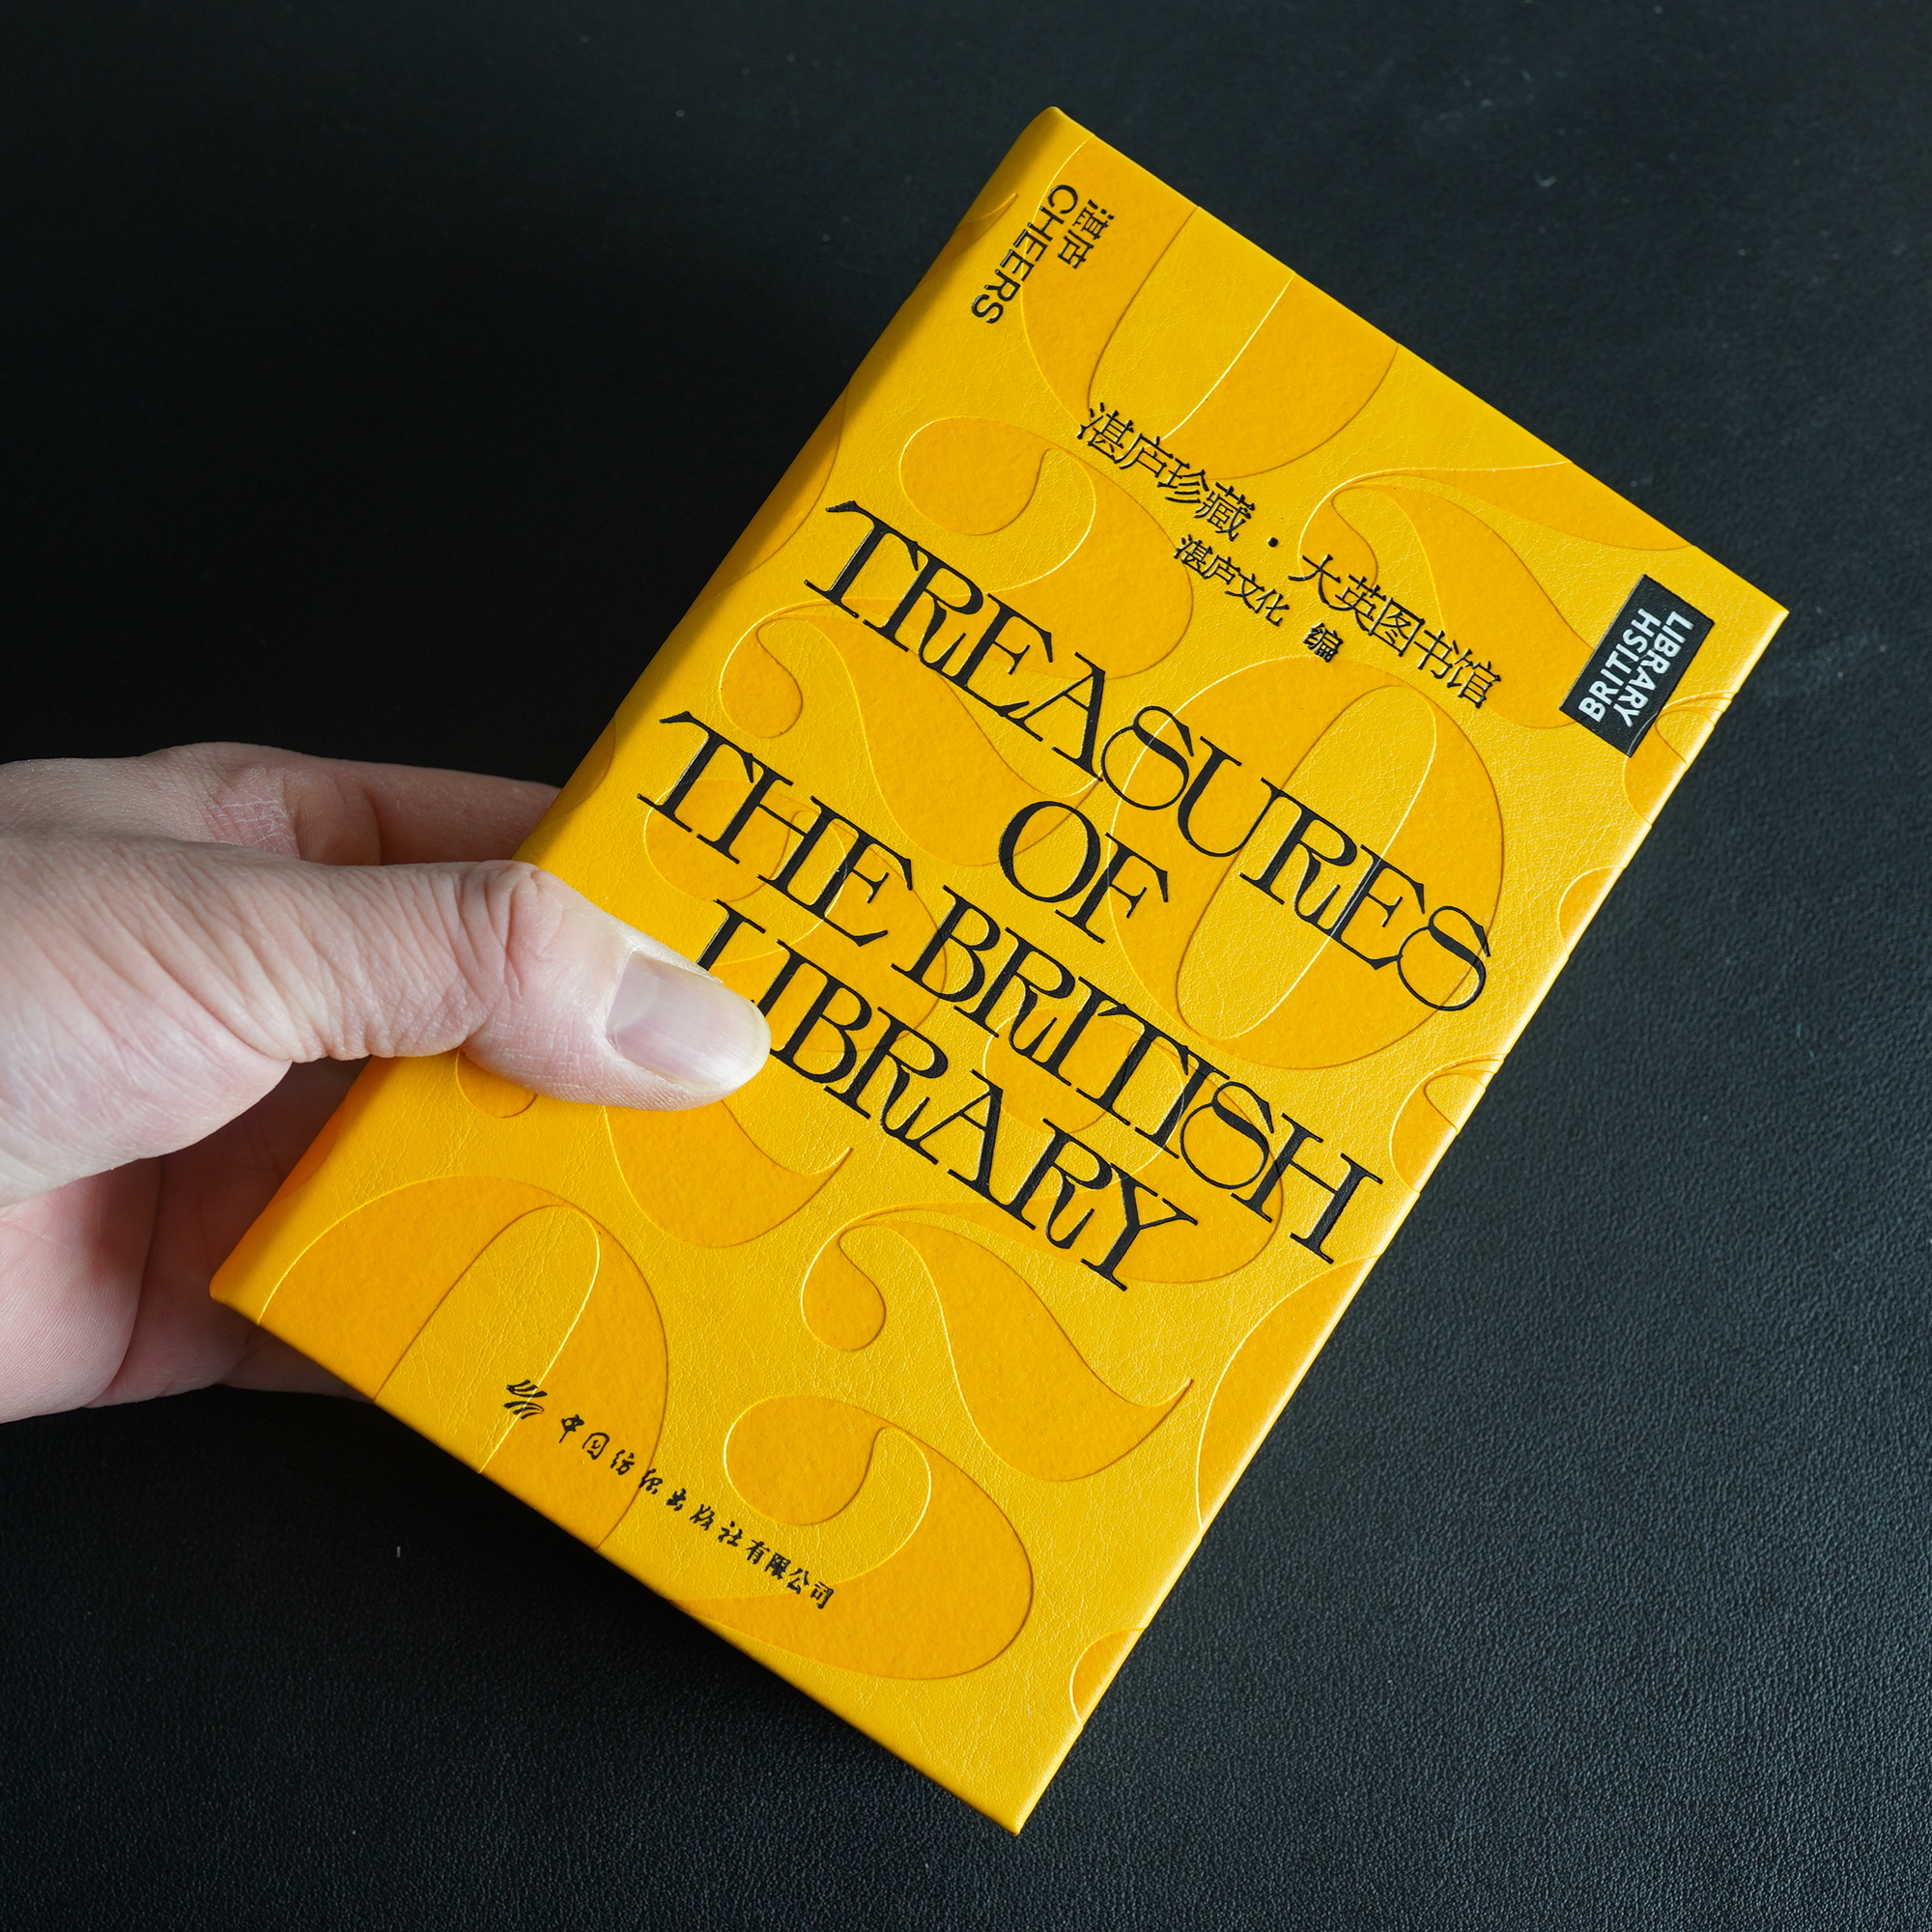 湛庐
CHEERS
BRITISH
LIBRARY
湛庐珍藏·大英图书馆
湛庐文化 编
TREASURES
OF
THE BRITISH
LIBRARY
中国纺织出版社有限公司